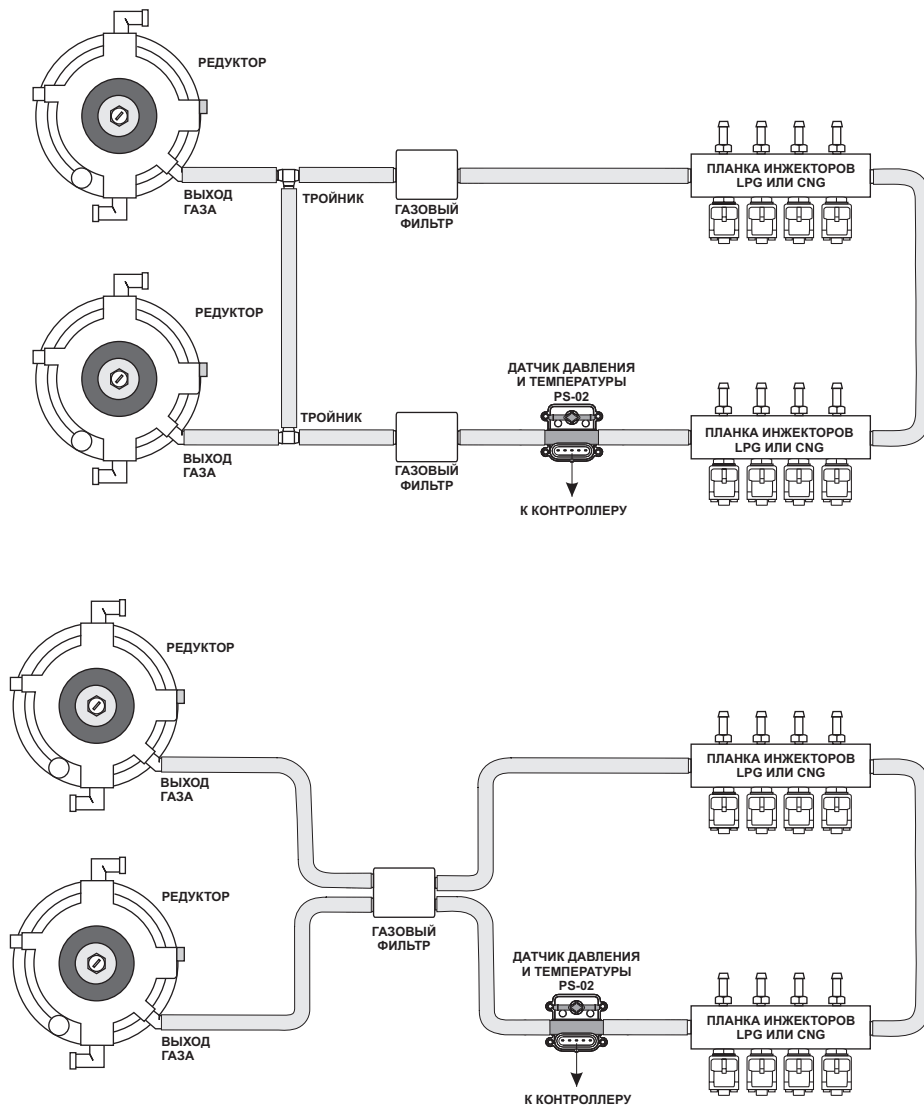 РЕДУКТОР
ВЫХОД
ГАЗА
ТРОЙНИК
ГАЗОВЫЙ
ФИЛЬТР
ПЛАНКА ИНЖЕКТОРОВ
LPG ИЛИ CNG
РЕДУКТОР
ВЫХОД
ГАЗА
ТРОЙНИК
ГАЗОВЫЙ
ФИЛЬТР
ДАТЧИК ДАВЛЕНИЯ
И ТЕМПЕРАТУРЫ
PS-02
К КОНТРОЛЛЕРУ
ПЛАНКА ИНЖЕКТОРОВ
LPG ИЛИ CNG
РЕДУКТОР
ВЫХОД
ГАЗА
ПЛАНКА ИНЖЕКТОРОВ
LPG ИЛИ CNG
РЕДУКТОР
ВЫХОД
ГАЗА
ГАЗОВЫЙ
ФИЛЬТР
ДАТЧИК ДАВЛЕНИЯ
И ТЕМПЕРАТУРЫ
PS-02
К КОНТРОЛЛЕРУ
ПЛАНКА ИНЖЕКТОРОВ
LPG ИЛИ CNG